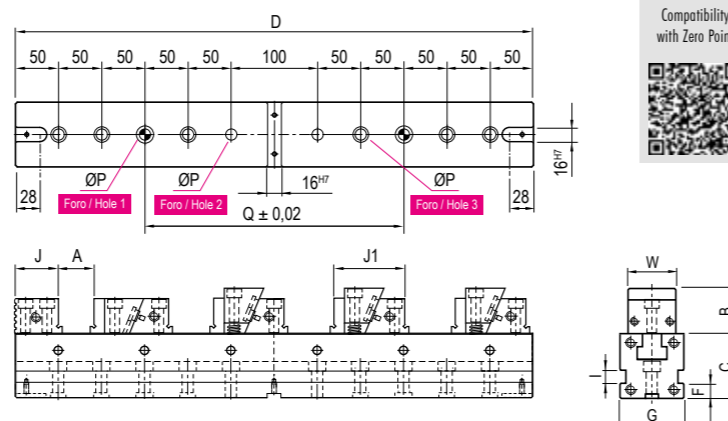 Compatibility
with Zero Poin
D
50 50 50 50 50 100 50 50 50 50 50
ØP ØP ØP
Foro / Hole 1 Foro / Hole 2 Foro / Hole 3
28 16H7 28 16H7
Q ± 0,02
J A J1 W
B
C
I F
G